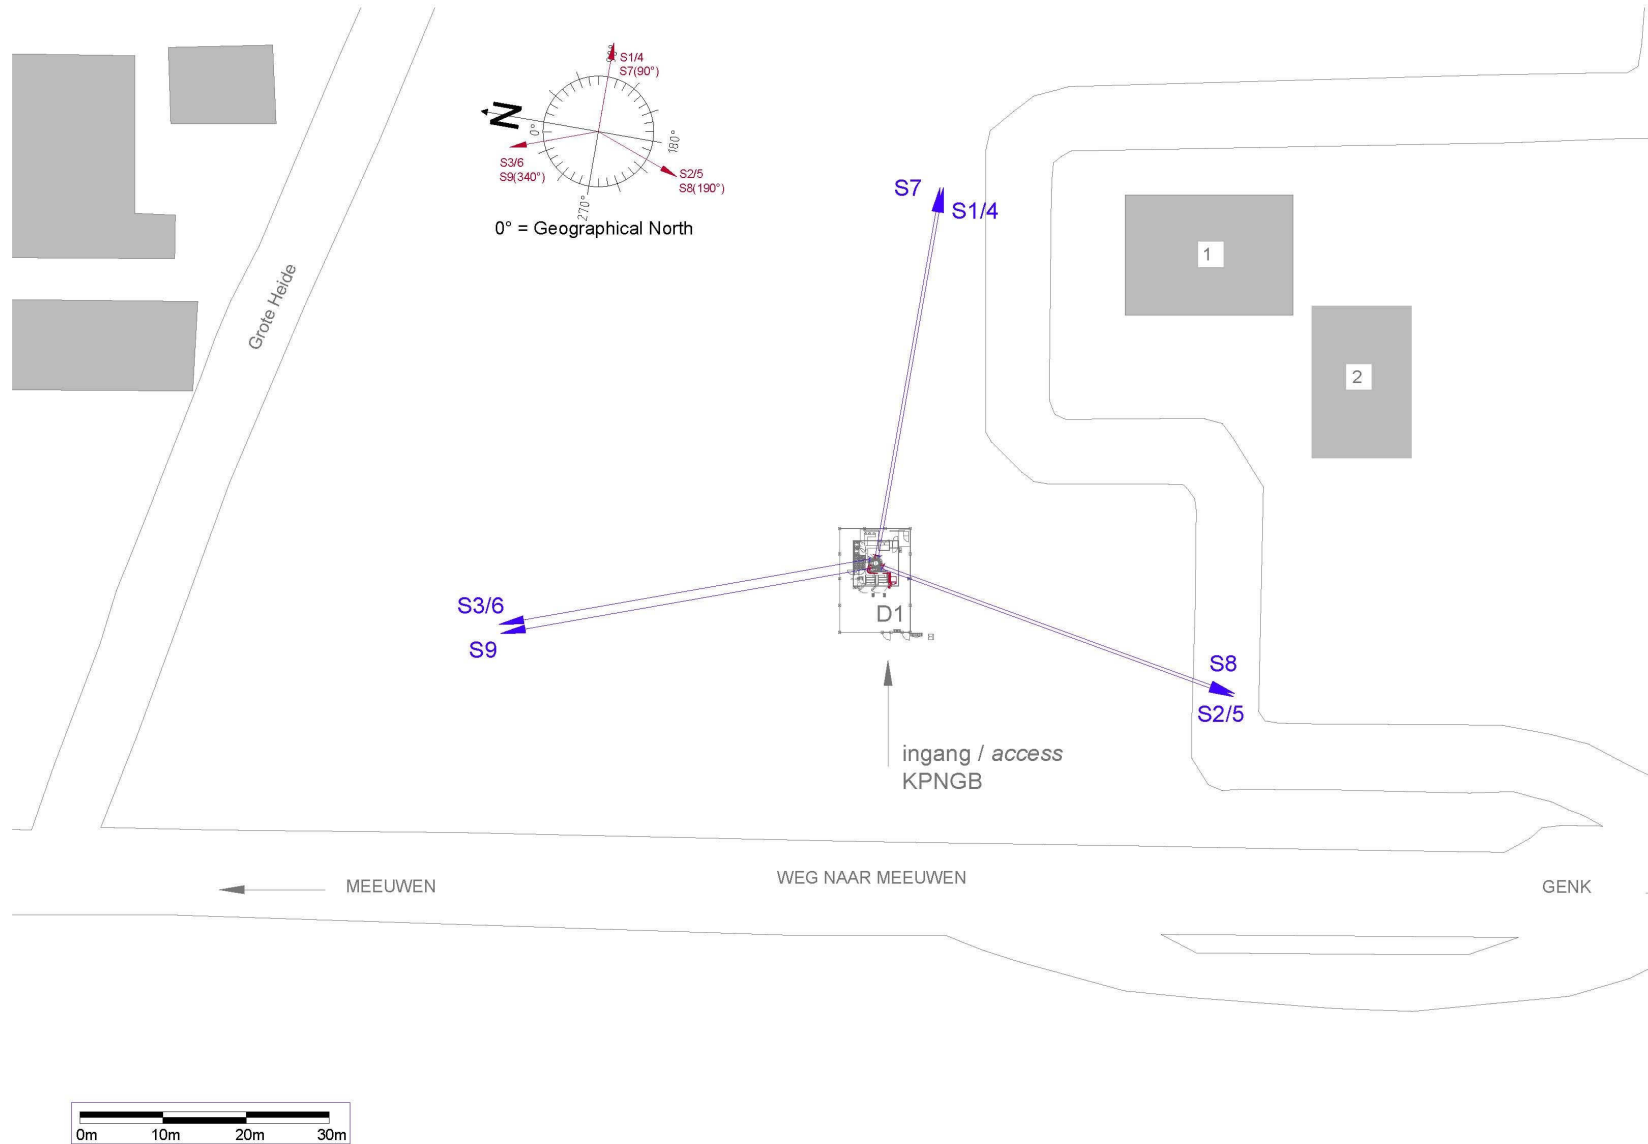 90°
S1/4
S7(90°)
N
0°
180°
S3/6
S9(340°)
S2/5
S8(190°)
270°
0° = Geographical North
S7
S1/4
1
2
Grote Heide
S3/6
S9
D1
S8
S2/5
ingang / access
KPNGB
MEEUWEN
WEG NAAR MEEUWEN
GENK
0m 10m 20m 30m